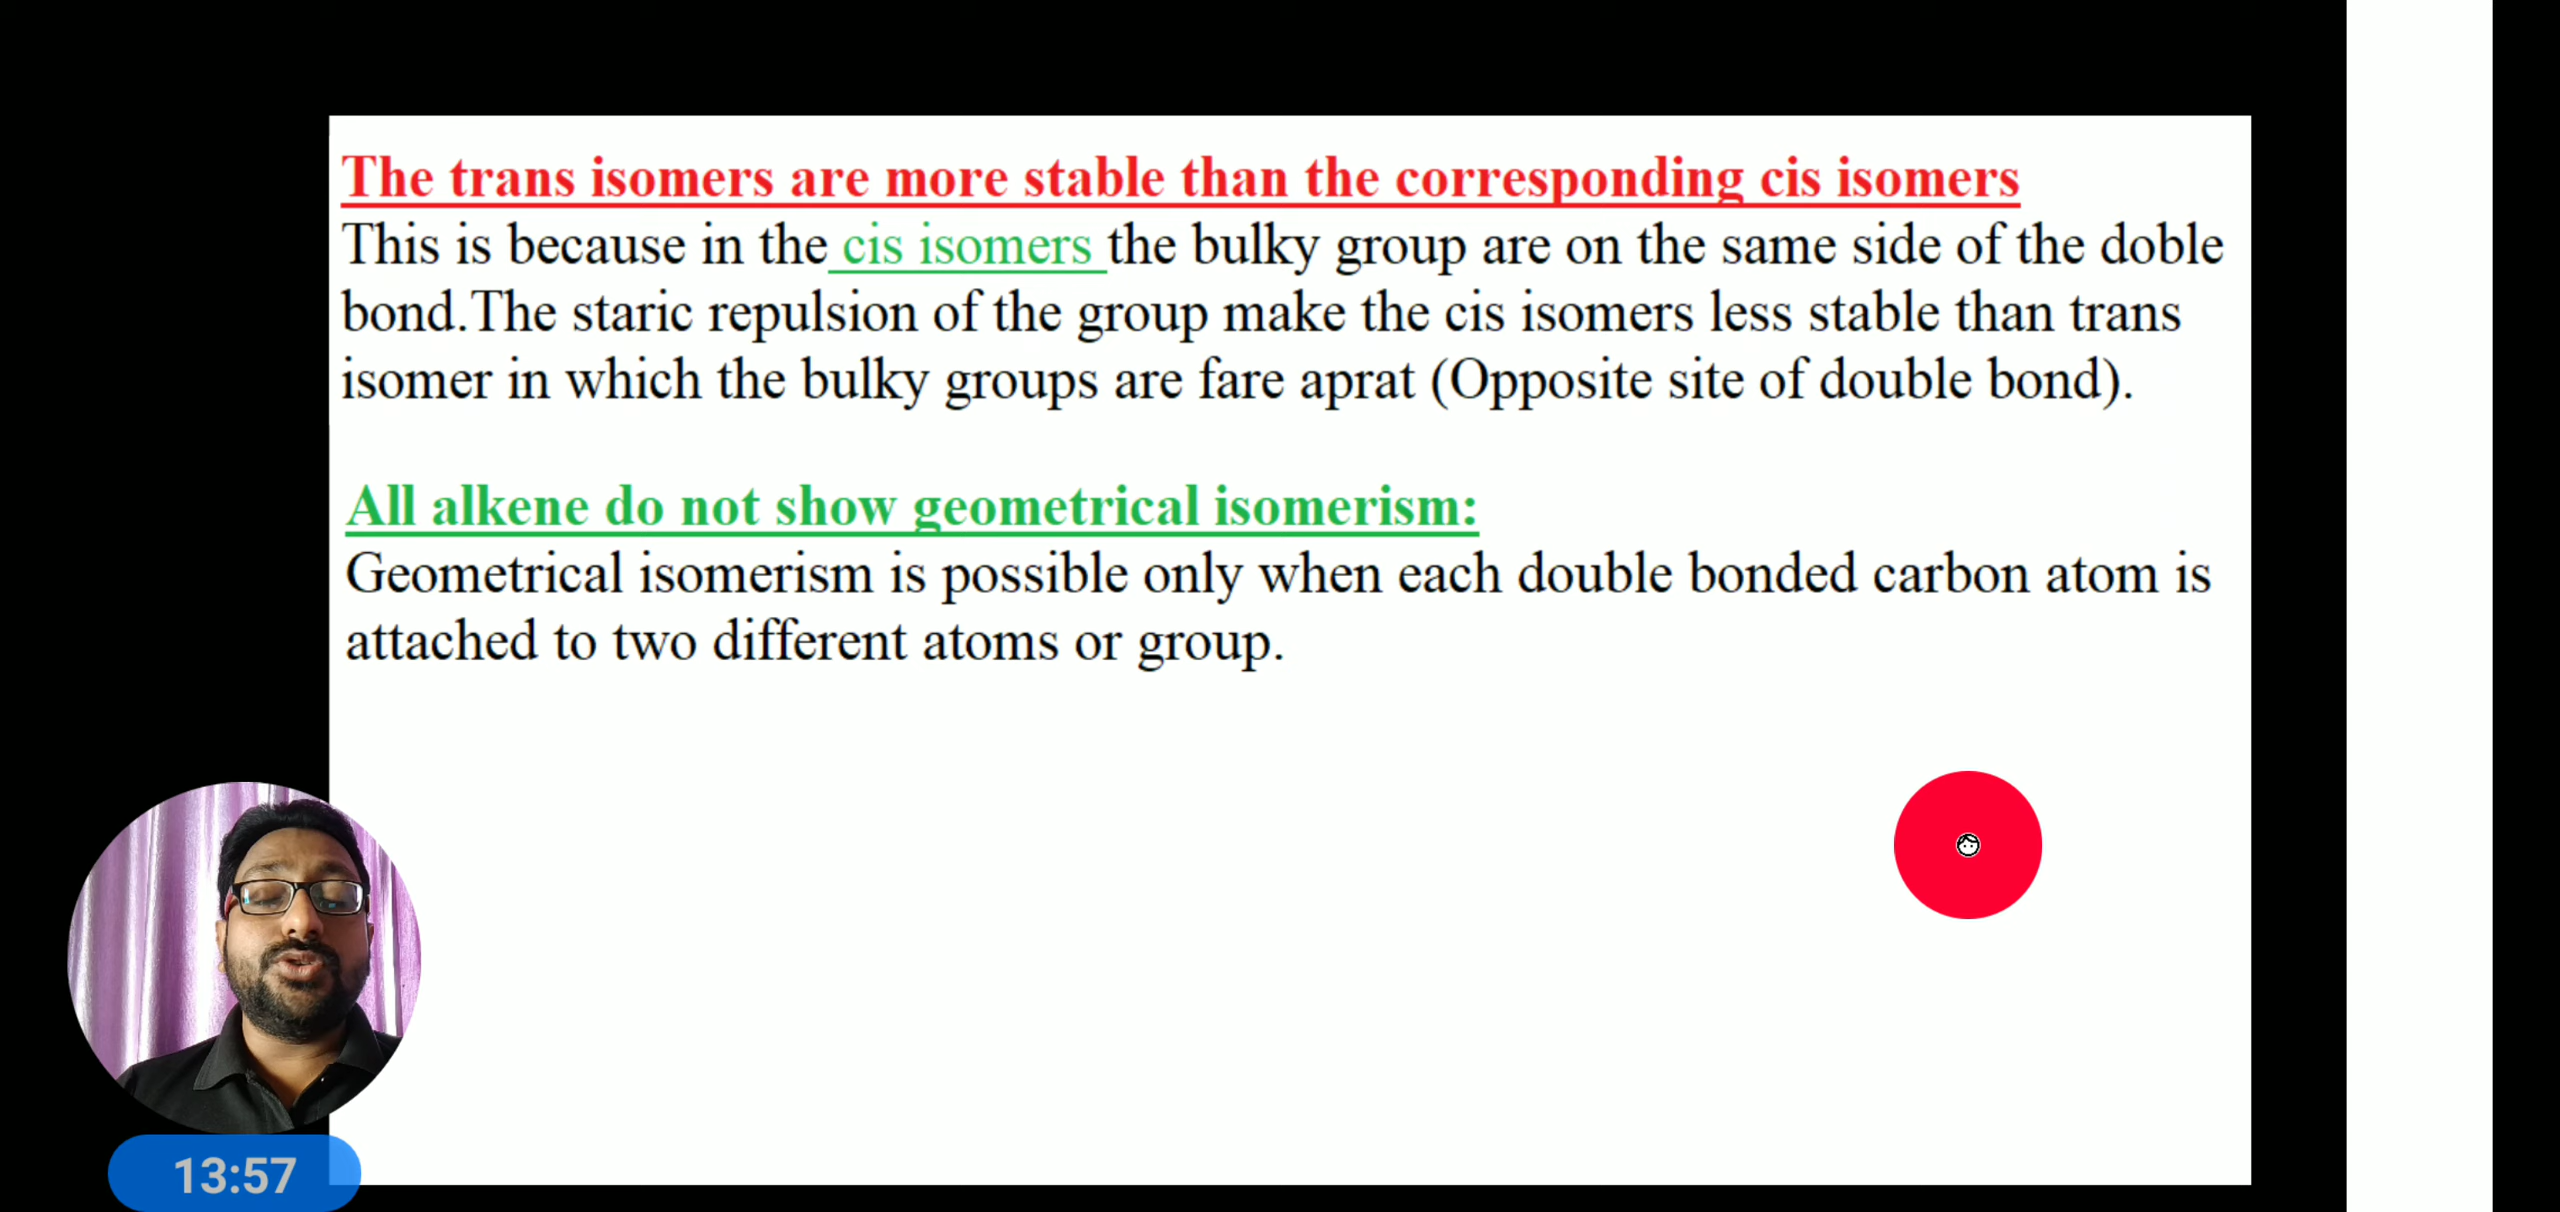 The trans isomers are more stable than the corresponding cis isomers
This is because in the cis isomers the bulky group are on the same side of the doble
bond.The staric repulsion of the group make the cis isomers less stable than trans
isomer in which the bulky groups are fare aprat (Opposite site of double bond).
All alkene do not show geometrical isomerism:
Geometrical isomerism is possible only when each double bonded carbon atom is
attached to two different atoms or group.
13:57